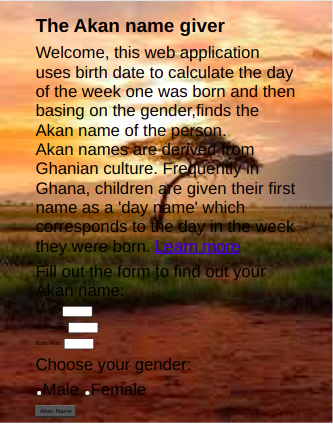 The Akan name giver
Welcome, this web application
uses birth date to calculate the day
of the week one was born and then
basing on the gender,finds the
Akan name of the person.
Akan names are derived from
Ghanian culture. Frequently in
Ghana, children are given their first
name as a 'day name' which
corresponds to the day in the week
they were born. Learn more
Fill out the form to find out your
Akan name:
Choose your gender:
Male Female
Akan Name